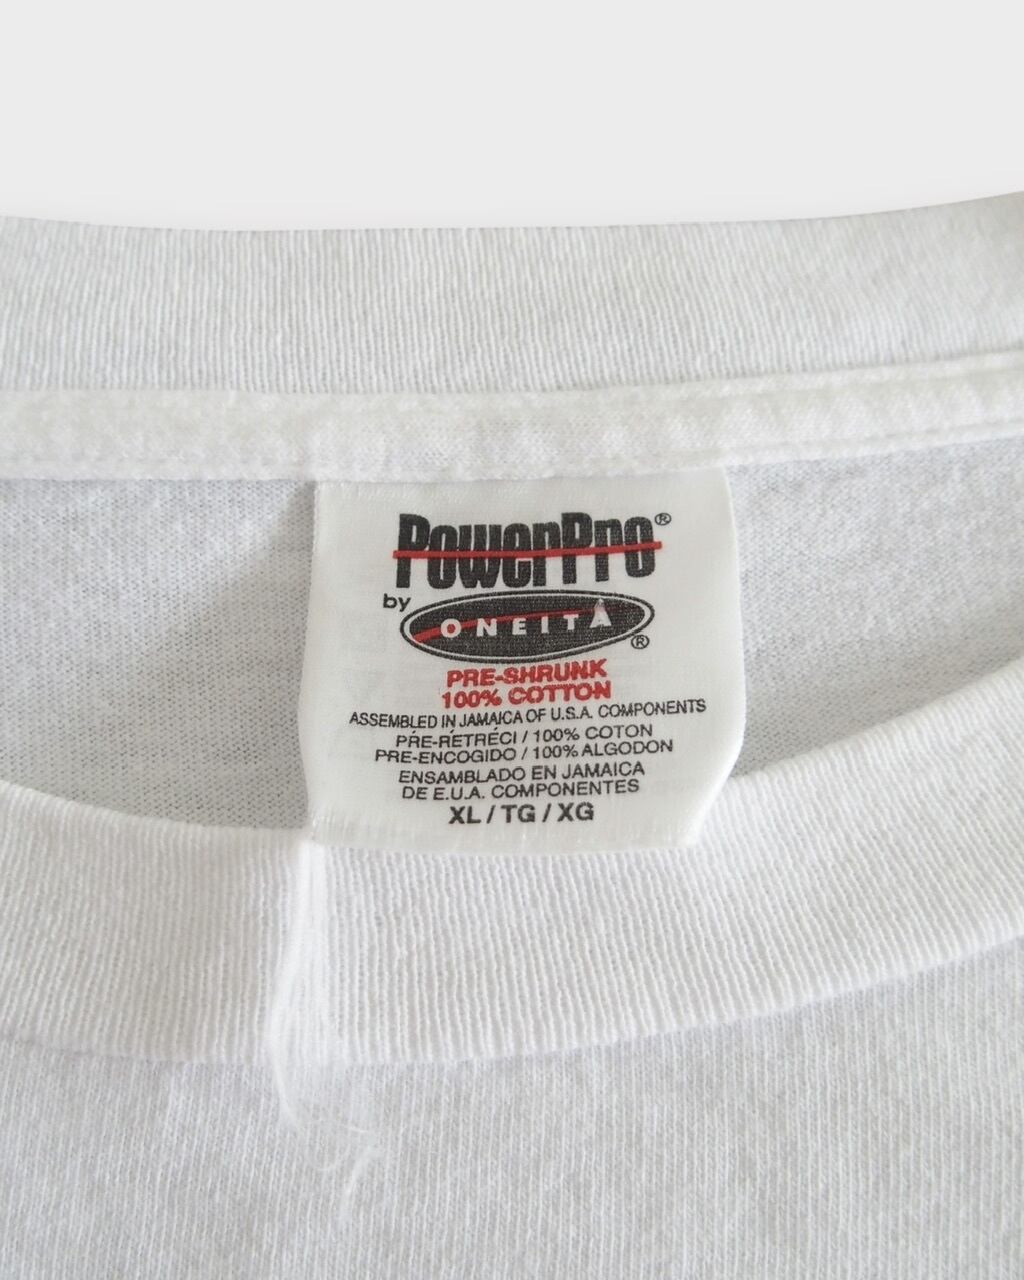 PowerPro®
by ONEITA®
PRE-SHRUNK
100% COTTON
ASSEMBLED IN JAMAICA OF U.S.A. COMPONENTS
PRÉ-RÉTRÉCI / 100% COTON
PRE-ENCOGIDO / 100% ALGODON
ENSAMBLADO EN JAMAICA
DE E.U.A. COMPONENTES
XL / TG / XG